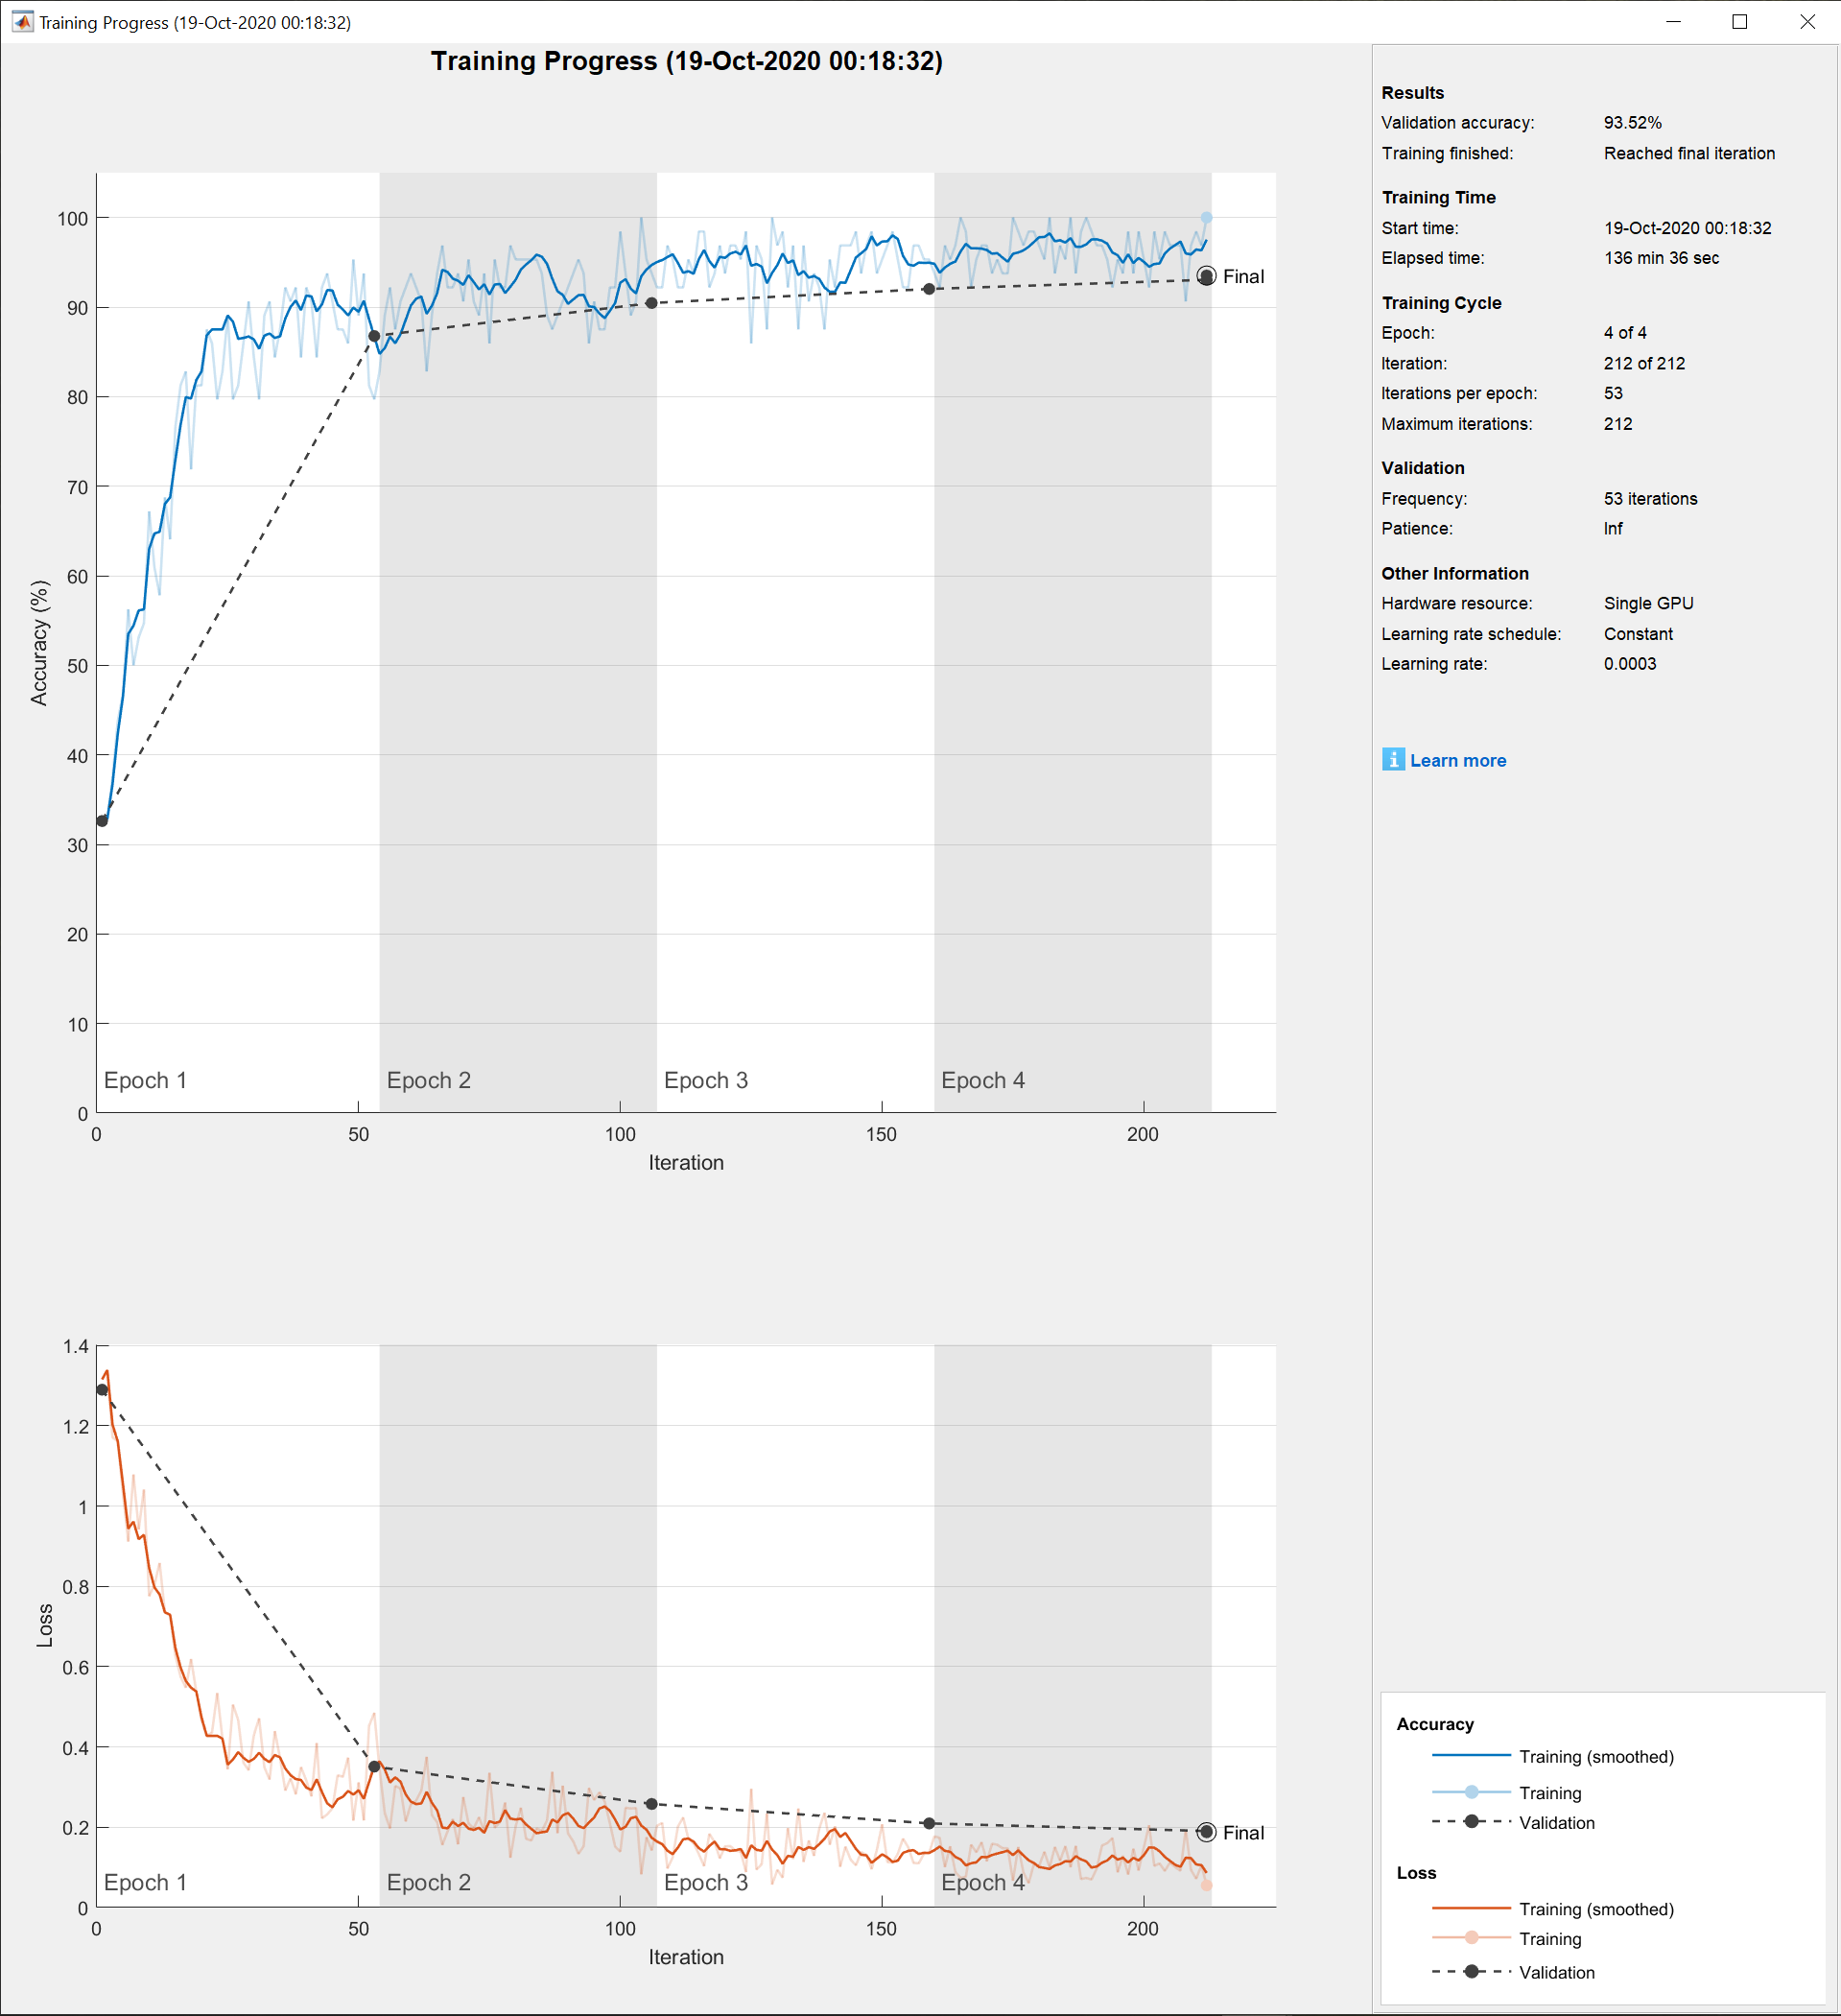 Training Progress (19-Oct-2020 00:18:32)
Training Progress (19-Oct-2020 00:18:32)
100
90
80
70
60
50
40
30
20
10
0
Accuracy (%)
Final
Epoch 1
Epoch 2
Epoch 3
Epoch 4
0
50
100
150
200
Iteration
1.4
1.2
1
0.8
0.6
0.4
0.2
0
Loss
Final
Epoch 1
Epoch 2
Epoch 3
Epoch 4
0
50
100
150
200
Iteration
Results
Validation accuracy: 93.52%
Training finished: Reached final iteration
Training Time
Start time: 19-Oct-2020 00:18:32
Elapsed time: 136 min 36 sec
Training Cycle
Epoch: 4 of 4
Iteration: 212 of 212
Iterations per epoch: 53
Maximum iterations: 212
Validation
Frequency: 53 iterations
Patience: Inf
Other Information
Hardware resource: Single GPU
Learning rate schedule: Constant
Learning rate: 0.0003
i Learn more
Accuracy
Training (smoothed)
Training
Validation
Loss
Training (smoothed)
Training
Validation